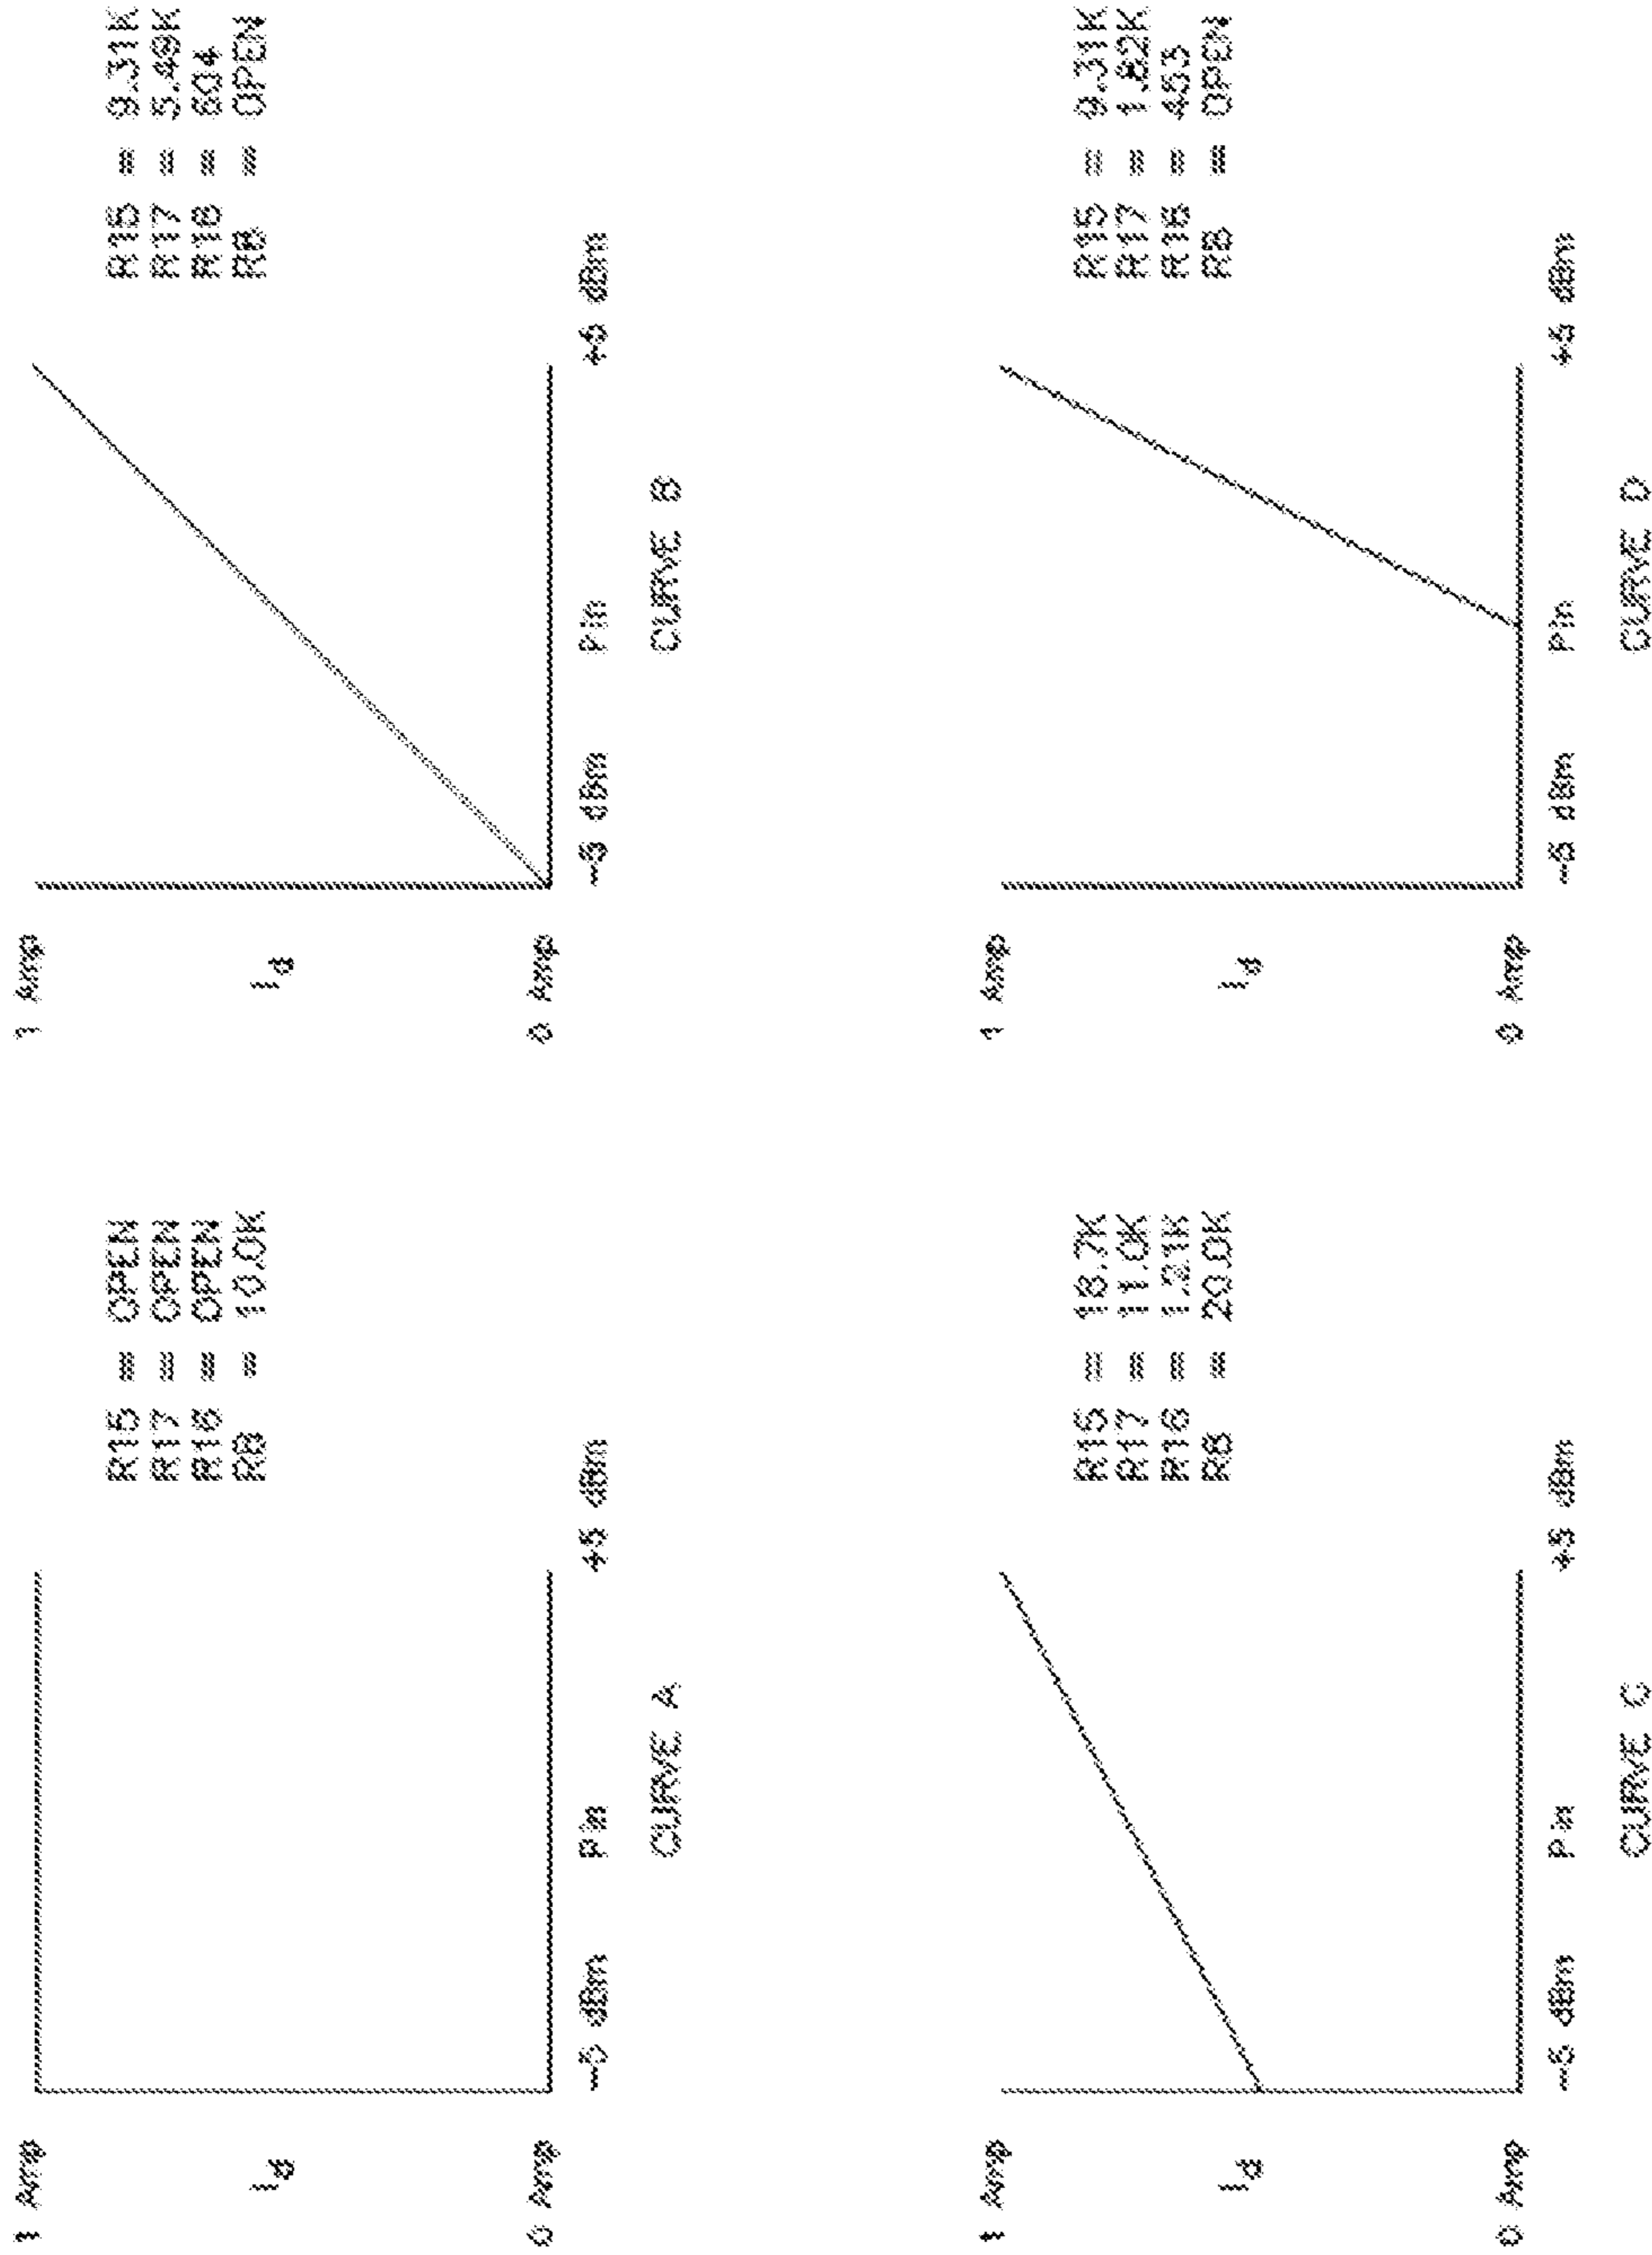 1 Amp
I_d
0 Amp
-5 dBm Pin +5 dBm
CURVE A
R15 = OPEN
R17 = OPEN
R16 = OPEN
R8 = 10.0K
1 Amp
I_d
0 Amp
-5 dBm Pin +5 dBm
CURVE B
R15 = 9.31K
R17 = 5.49K
R16 = 604
R8 = OPEN
1 Amp
I_d
0 Amp
-5 dBm Pin +5 dBm
CURVE C
R15 = 18.7K
R17 = 11.0K
R16 = 1.21K
R8 = 20.0K
1 Amp
I_d
0 Amp
-5 dBm Pin +5 dBm
CURVE D
R15 = 9.31K
R17 = 1.82K
R16 = 453
R8 = OPEN